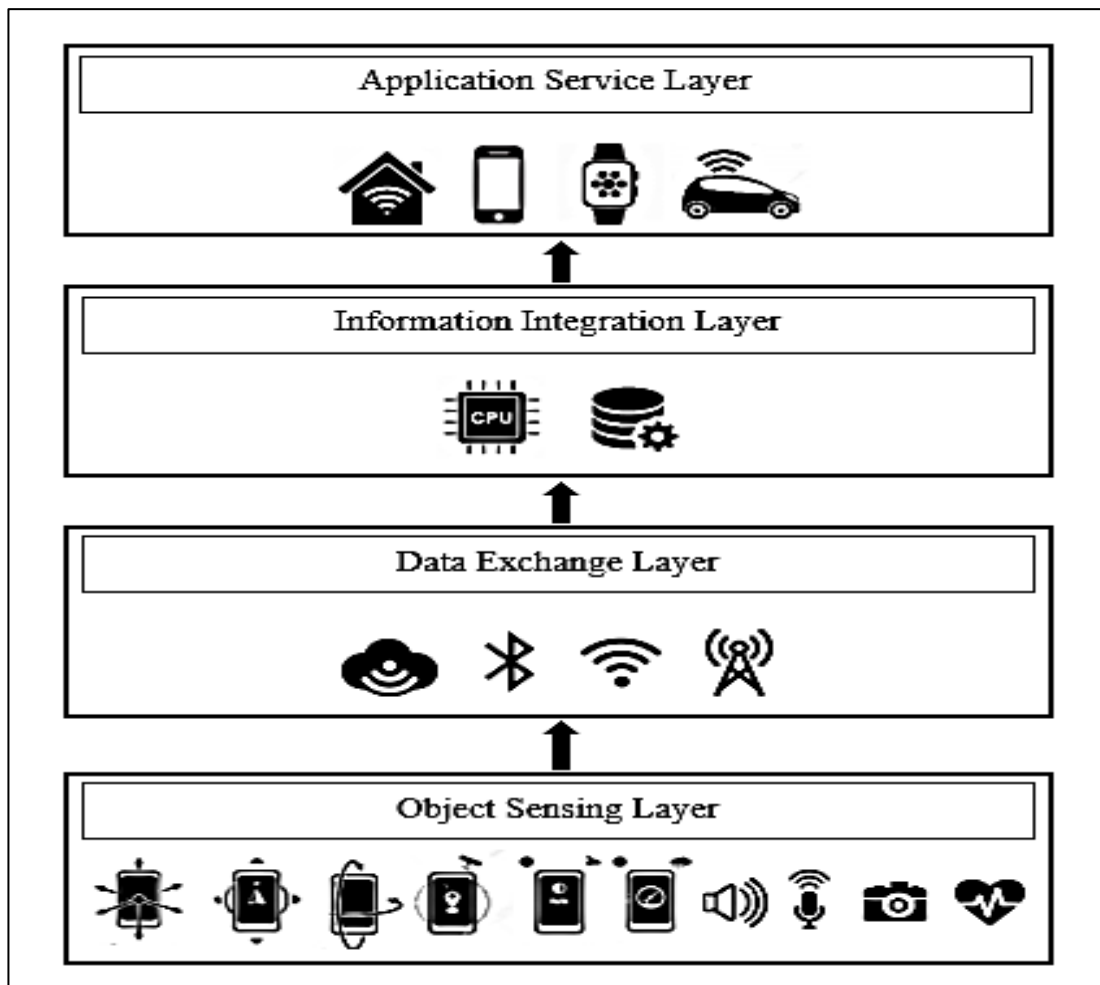 Application Service Layer
Information Integration Layer
CPU
Data Exchange Layer
Object Sensing Layer